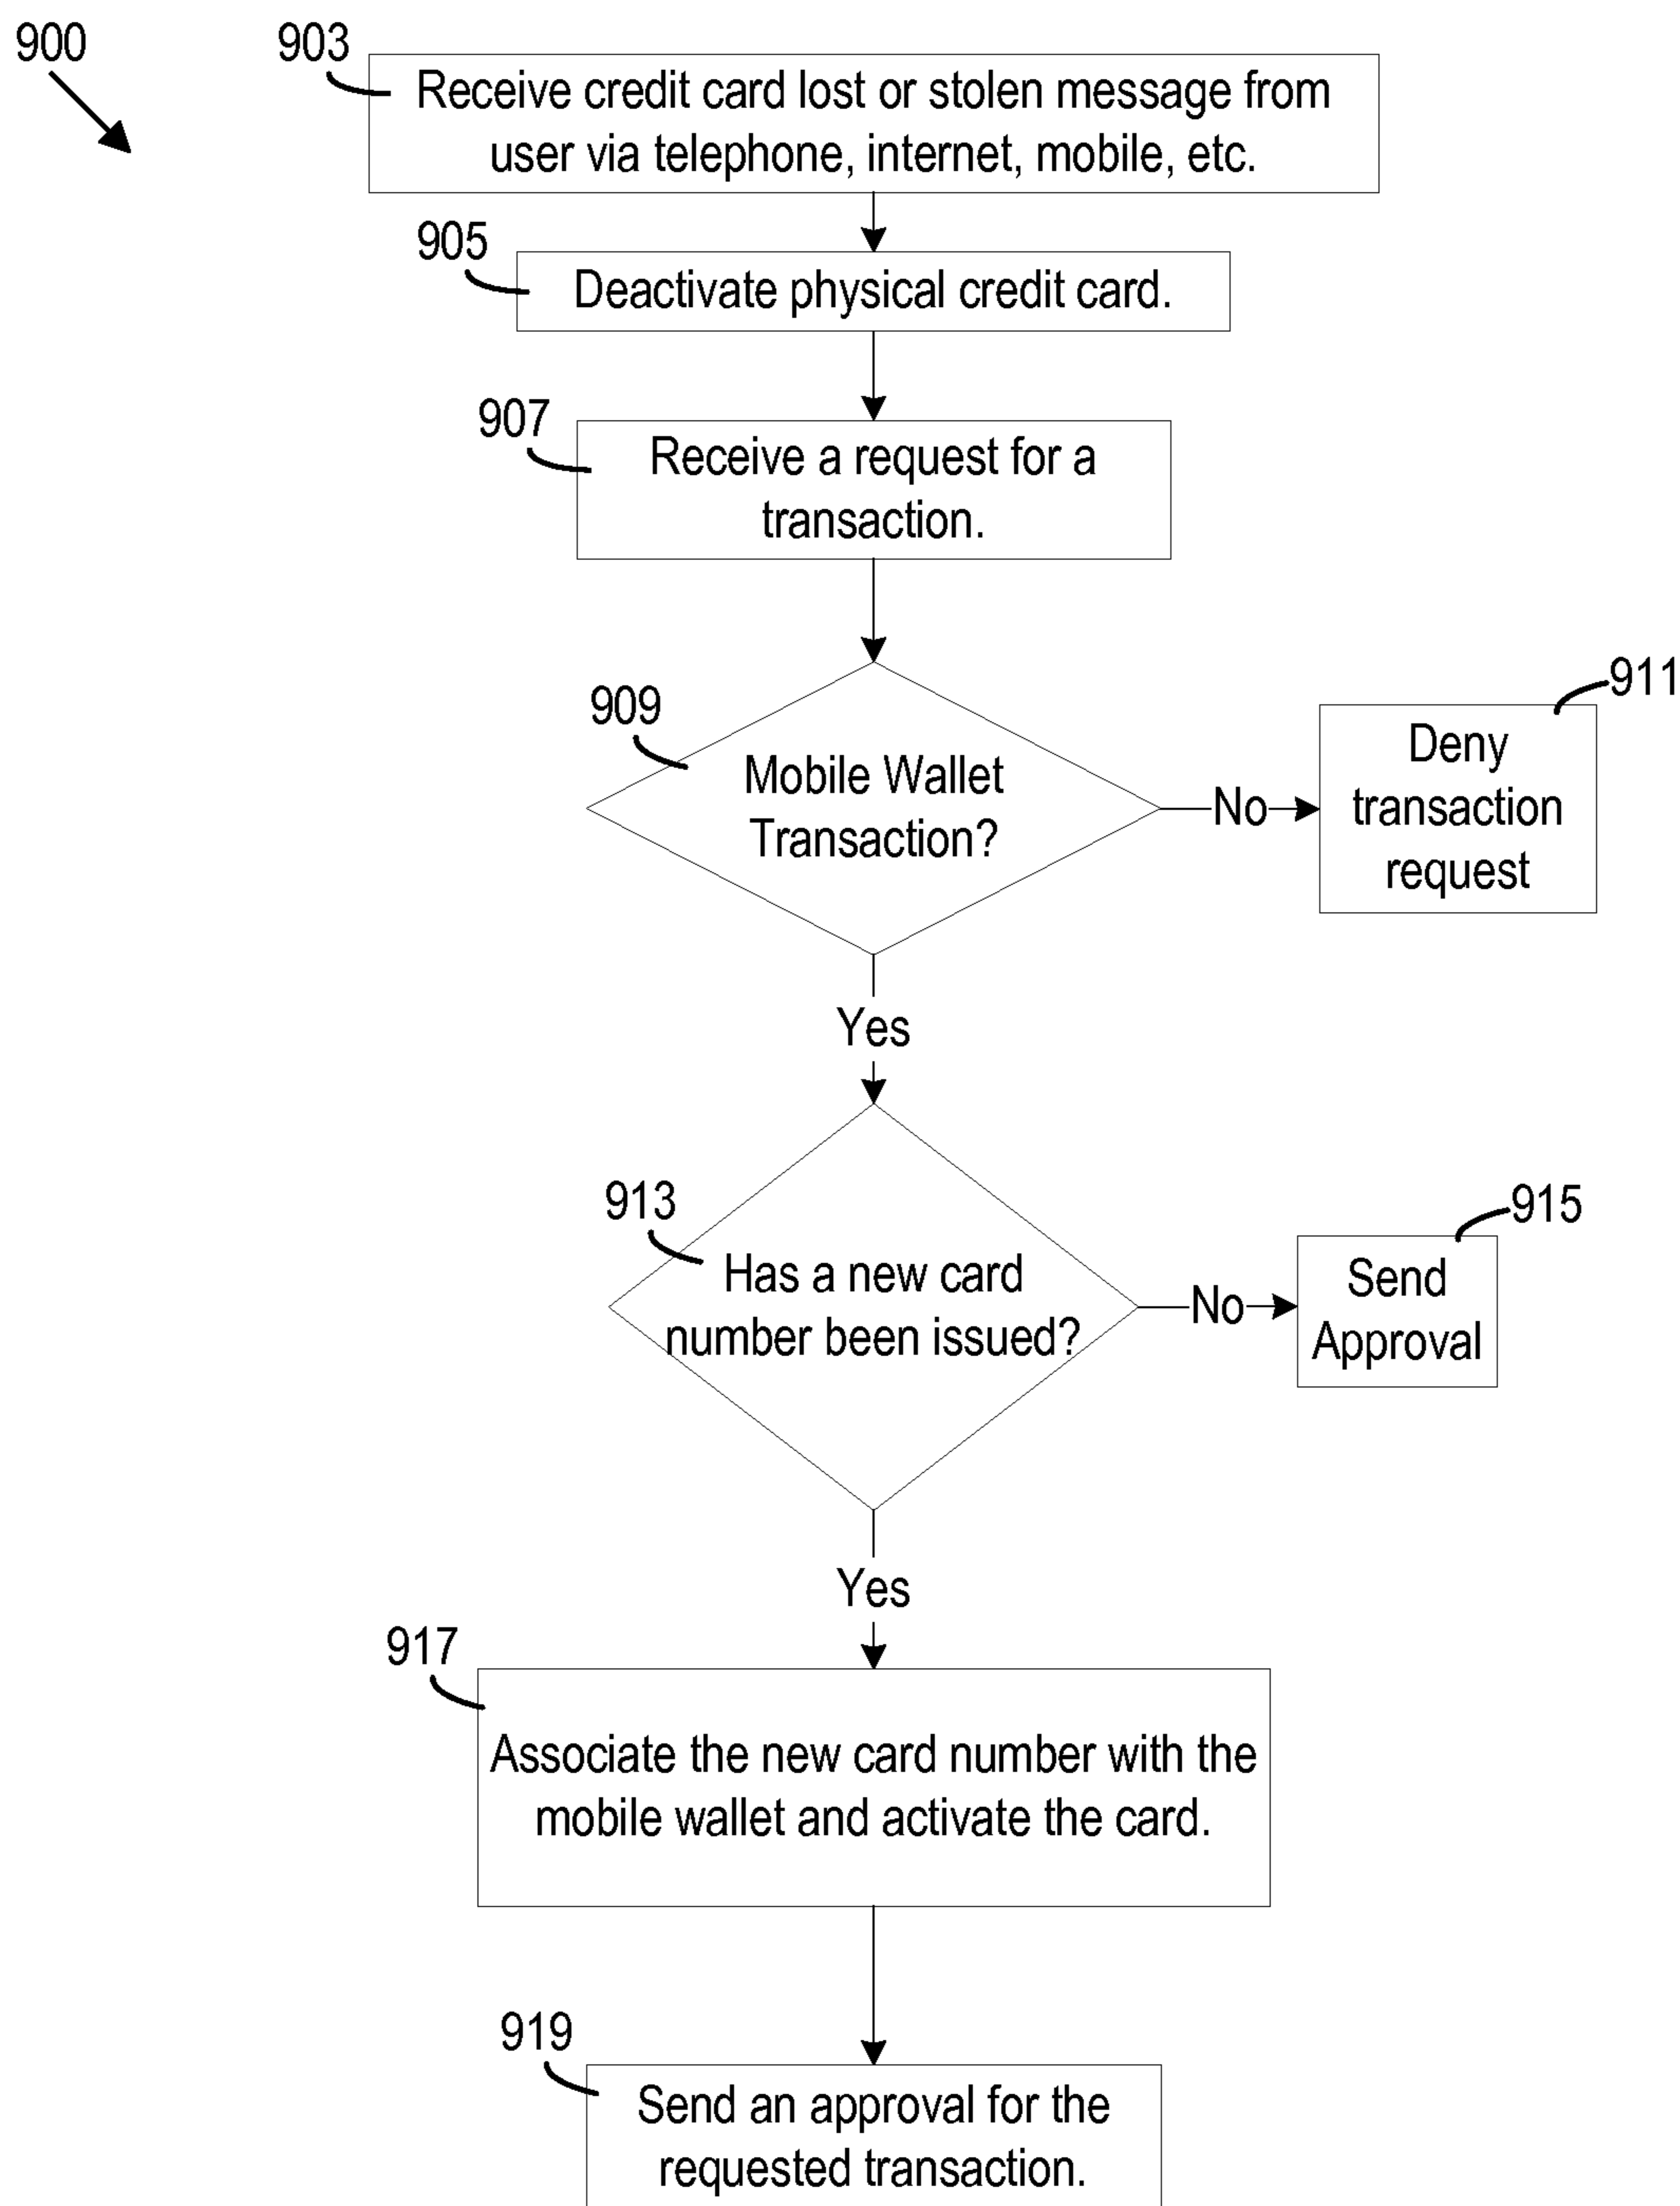 900
903
Receive credit card lost or stolen message from
user via telephone, internet, mobile, etc.
905
Deactivate physical credit card.
907
Receive a request for a
transaction.
909
Mobile Wallet
Transaction?
No
911
Deny
transaction
request
Yes
913
Has a new card
number been issued?
No
915
Send
Approval
Yes
917
Associate the new card number with the
mobile wallet and activate the card.
919
Send an approval for the
requested transaction.